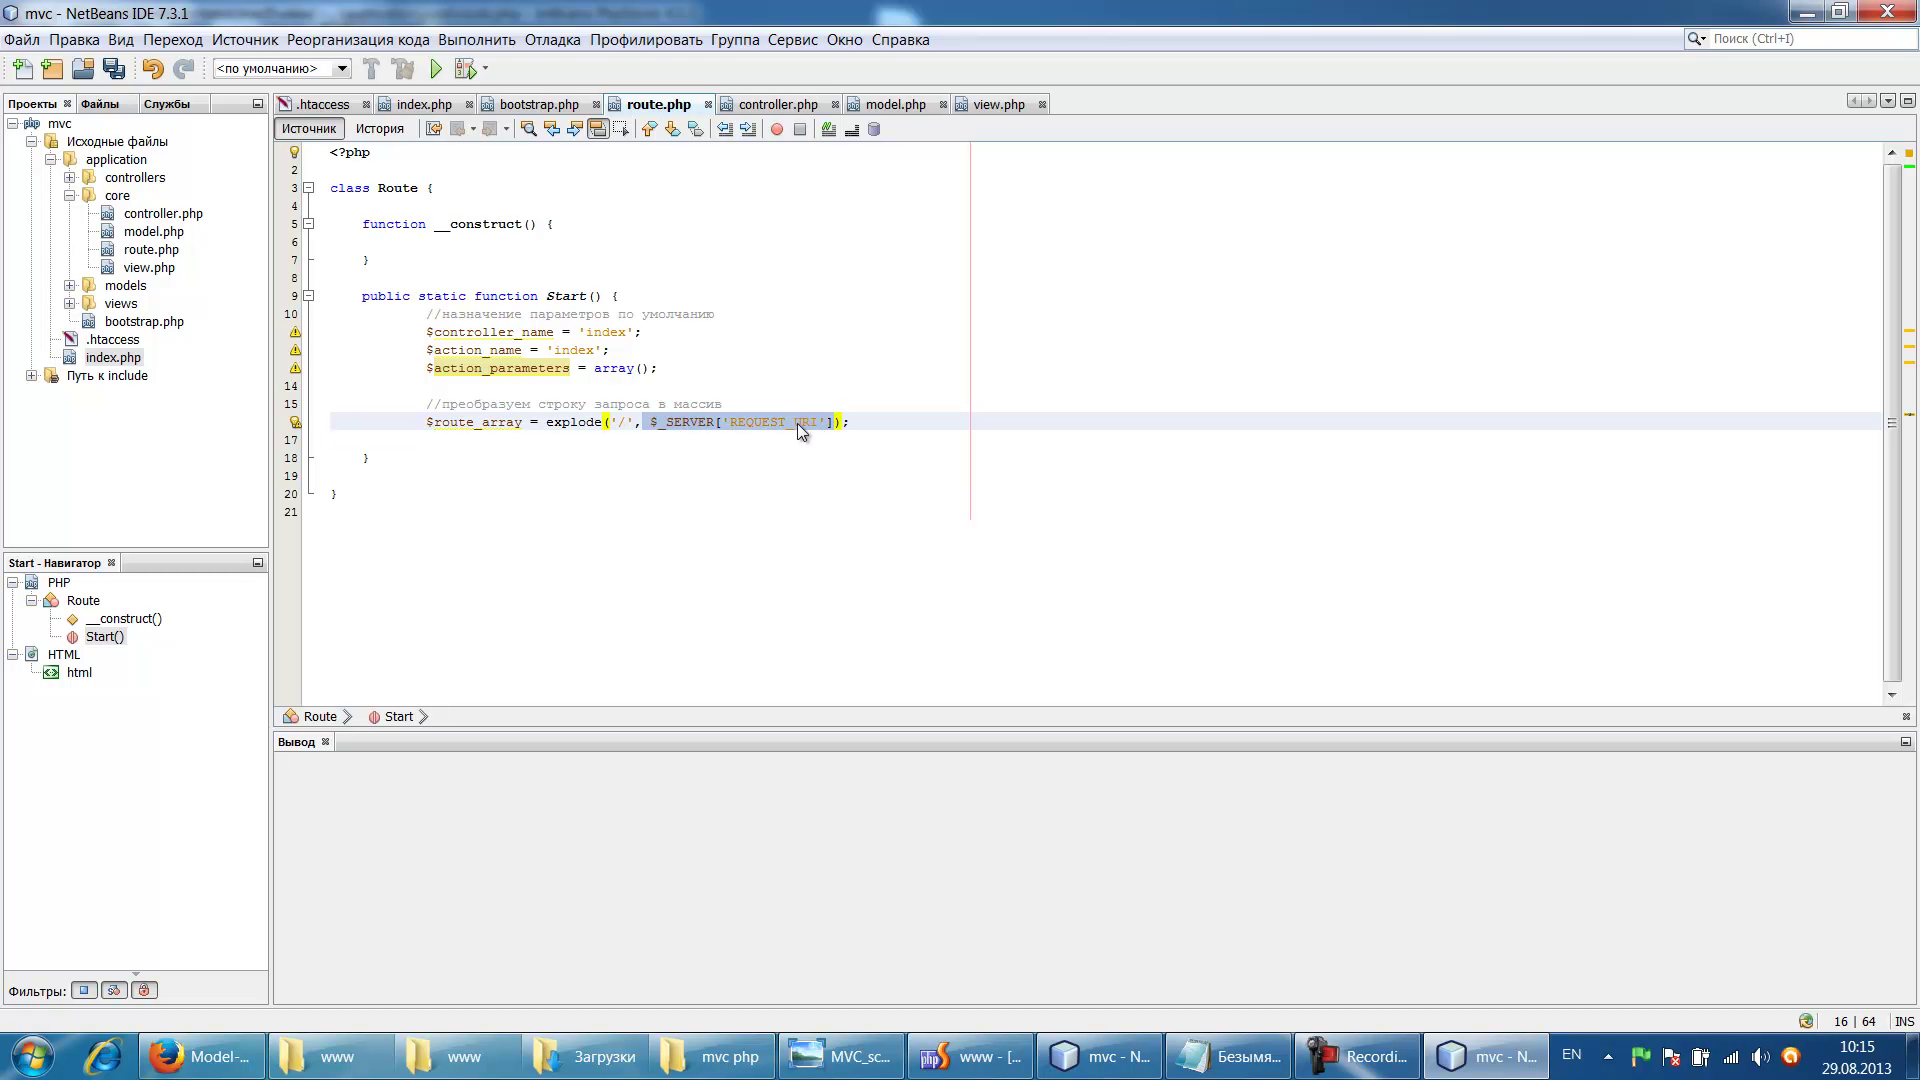 mvc - NetBeans IDE 7.3.1
Файл Правка Вид Переход Источник Реорганизация кода Выполнить Отладка Профилировать Группа Сервис Окно Справка
Поиск (Ctrl+I)
<по умолчанию>
Проекты Файлы Службы
.htaccess index.php bootstrap.php route.php controller.php model.php view.php
Источник История
mvc
Исходные файлы
application
controllers
core
controller.php
model.php
route.php
view.php
models
views
bootstrap.php
.htaccess
index.php
Путь к include
<?php
2
3 class Route {
4
5 function __construct() {
6
7 }
8
9 public static function Start() {
10 //назначение параметров по умолчанию
$controller_name = 'index';
$action_name = 'index';
$action_parameters = array();
14
15 //преобразуем строку запроса в массив
$route_array = explode('/', $_SERVER['REQUEST_URI']);
17
18 }
19
20 }
21
Start - Навигатор
PHP
Route
__construct()
Start()
HTML
html
Фильтры:
Route Start
Вывод
16 | 64 INS
Model-... www www Загрузки mvc php MVC_sc... www - [... mvc - N... Безымя... Recordi... mvc - N... EN
10:15
29.08.2013